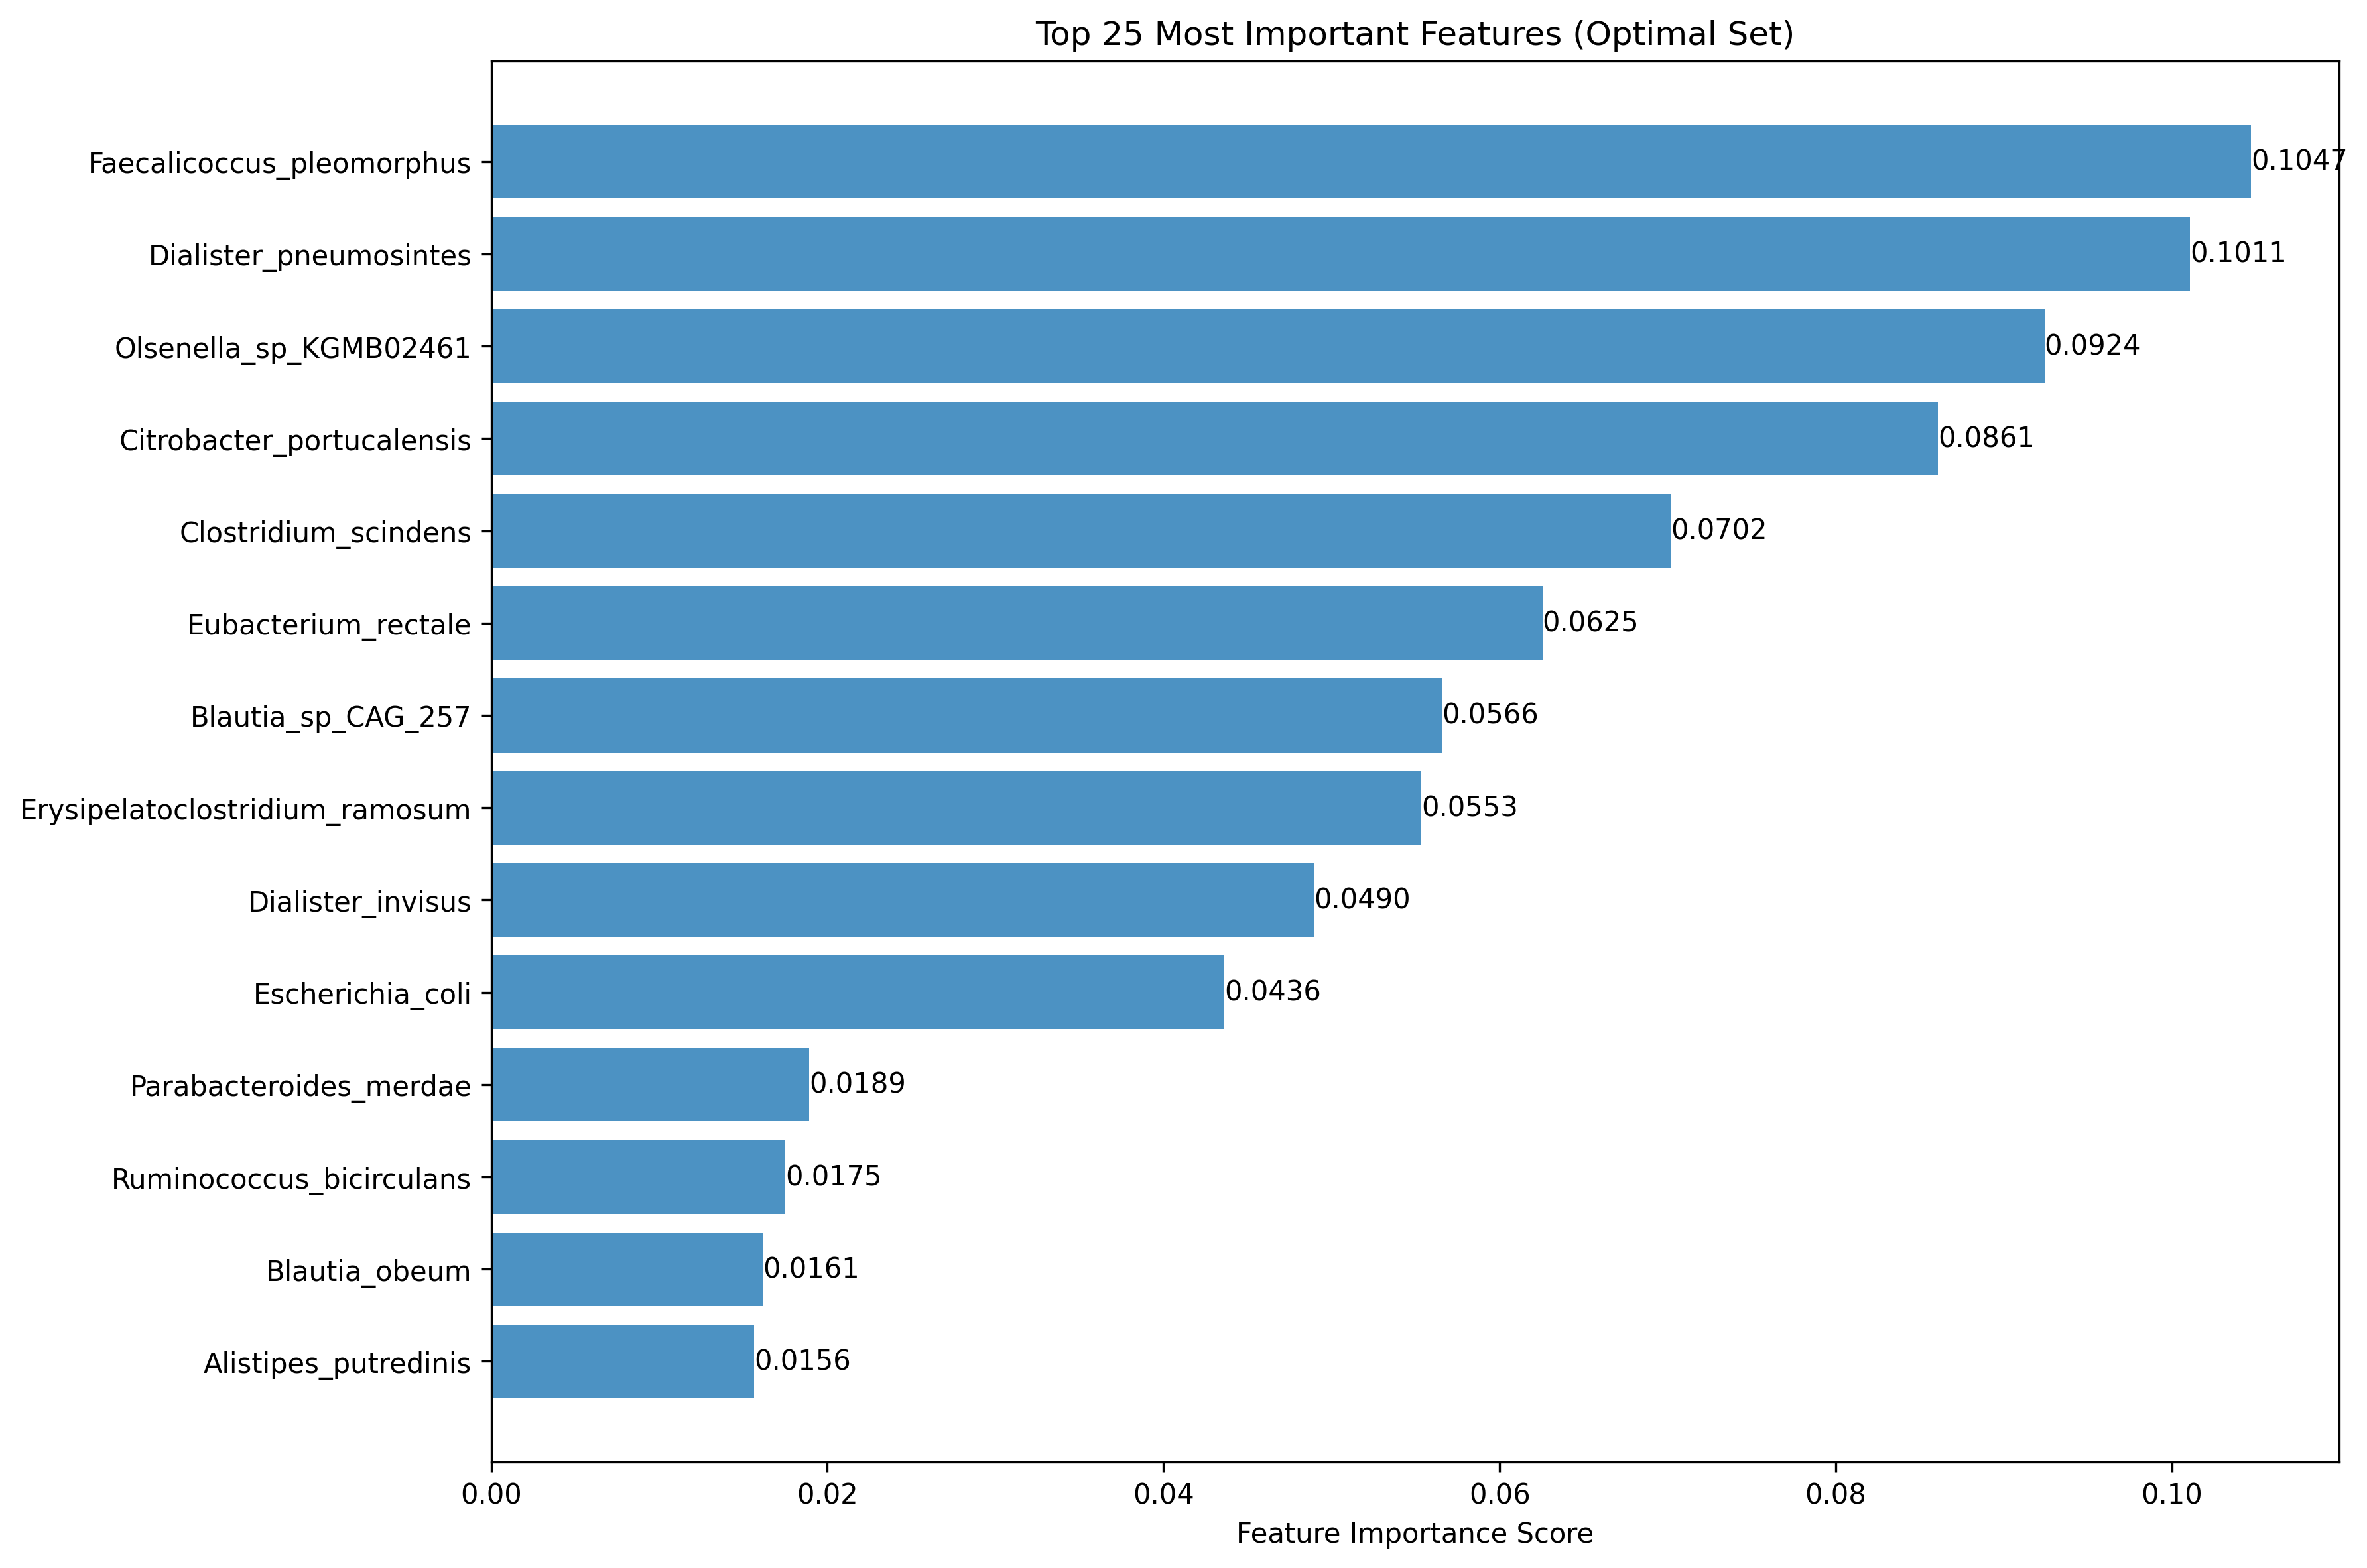 Top 25 Most Important Features (Optimal Set)
Faecalicoccus_pleomorphus 0.1047
Dialister_pneumosintes 0.1011
Olsenella_sp_KGMB02461 0.0924
Citrobacter_portucalensis 0.0861
Clostridium_scindens 0.0702
Eubacterium_rectale 0.0625
Blautia_sp_CAG_257 0.0566
Erysipelatoclostridium_ramosum 0.0553
Dialister_invisus 0.0490
Escherichia_coli 0.0436
Parabacteroides_merdae 0.0189
Ruminococcus_bicirculans 0.0175
Blautia_obeum 0.0161
Alistipes_putredinis 0.0156
0.00 0.02 0.04 0.06 0.08 0.10
Feature Importance Score